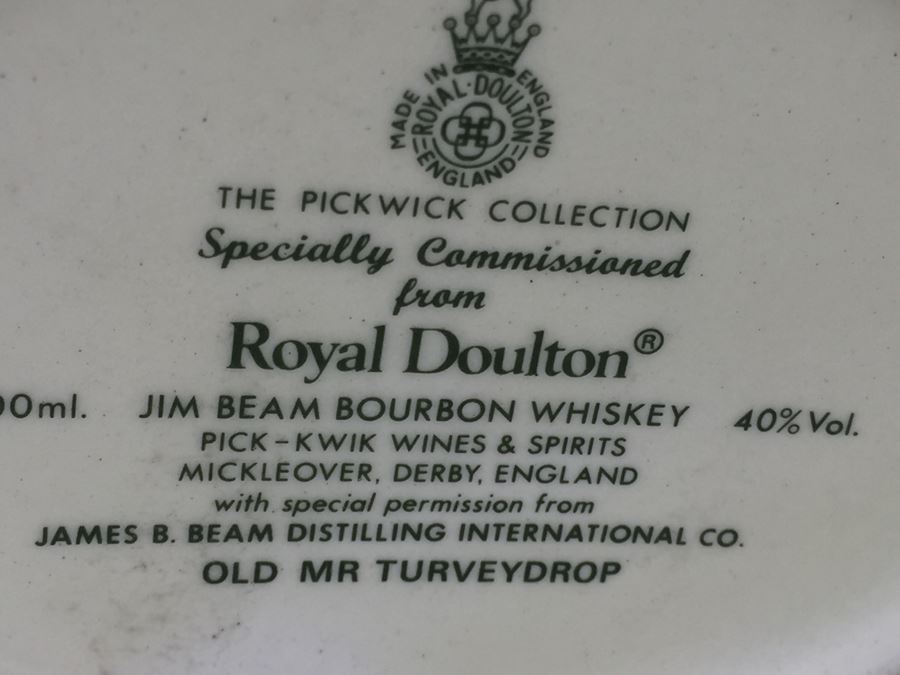 MADE IN ENGLAND
ROYAL·DOULTON
ENGLAND
THE PICKWICK COLLECTION
Specially Commissioned
from
Royal Doulton®
0ml. JIM BEAM BOURBON WHISKEY 40% Vol.
PICK-KWIK WINES & SPIRITS
MICKLEOVER, DERBY, ENGLAND
with special permission from
JAMES B. BEAM DISTILLING INTERNATIONAL CO.
OLD MR TURVEYDROP